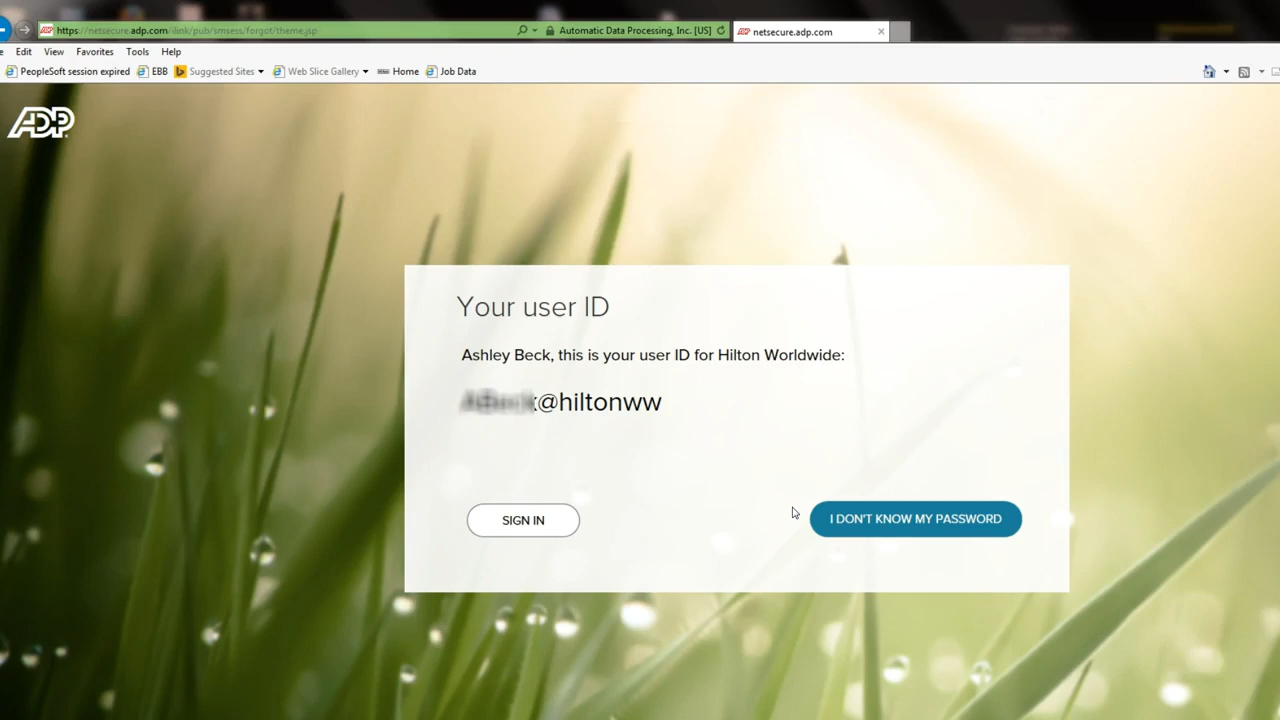 https://netsecure.adp.com/ilink/pub/smsess/forgot/theme.jsp
Automatic Data Processing, Inc. [US]
netsecure.adp.com
Edit View Favorites Tools Help
PeopleSoft session expired EBB Suggested Sites Web Slice Gallery Home Job Data
ADP
Your user ID
Ashley Beck, this is your user ID for Hilton Worldwide:
@hiltonww
SIGN IN
I DON'T KNOW MY PASSWORD